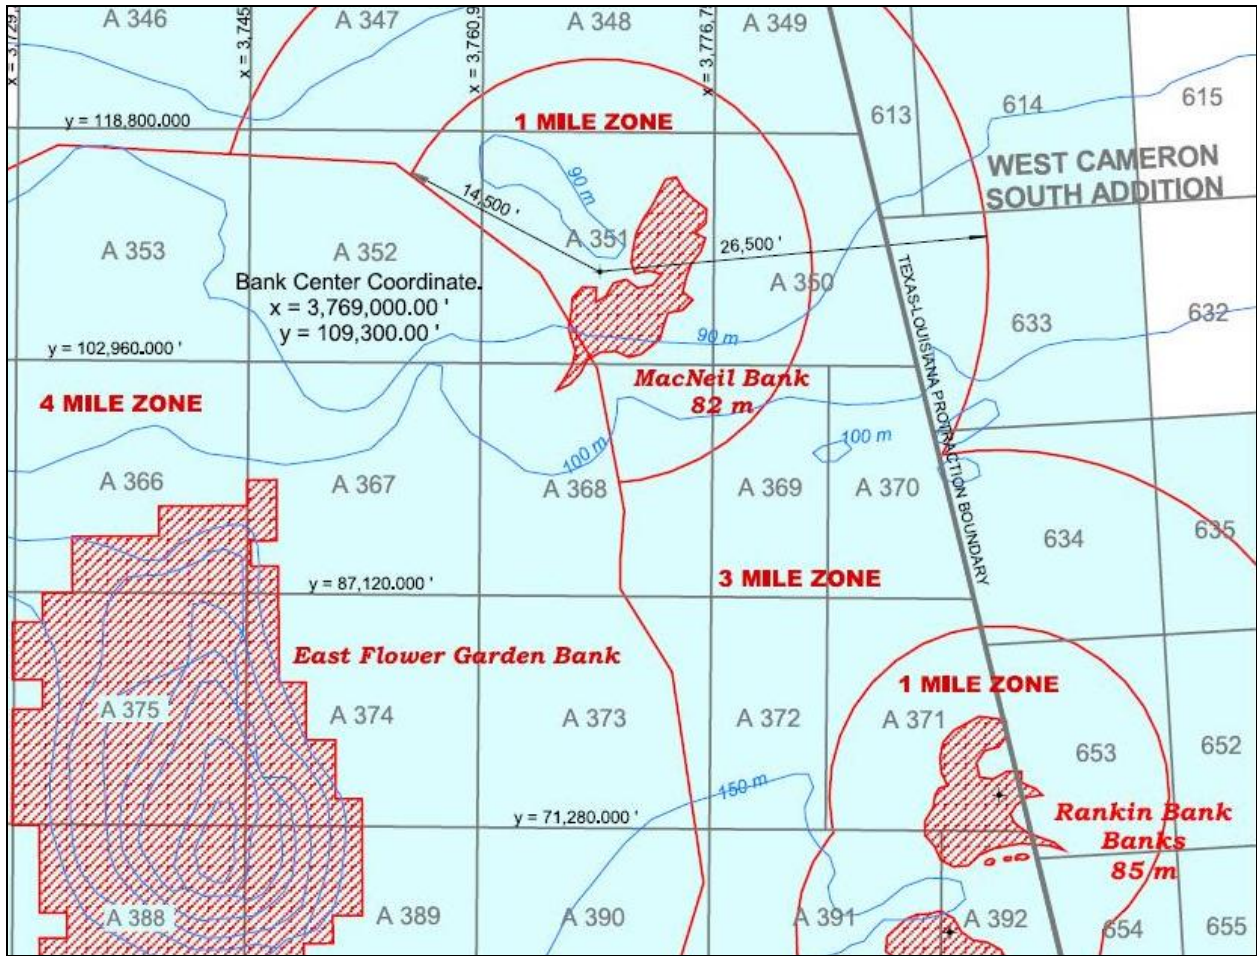 A 346
A 347
A 348
A 349
x = 3,745
x = 3,760,9
x = 3,776,7
613
614
615
y = 118,800.000 '
1 MILE ZONE
WEST CAMERON
SOUTH ADDITION
90 m
14,500 '
A 353
A 352
A 351
26,500 '
A 350
Bank Center Coordinate.
x = 3,769,000.00 '
y = 109,300.00 '
TEXAS-LOUISIANA PROTRACTION BOUNDARY
633
632
90 m
y = 102,960.000 '
MacNeil Bank
82 m
4 MILE ZONE
100 m
100 m
A 366
A 367
A 368
A 369
A 370
634
635
y = 87,120.000 '
3 MILE ZONE
East Flower Garden Bank
1 MILE ZONE
A 375
A 374
A 373
A 372
A 371
653
652
150 m
y = 71,280.000 '
Rankin Bank
Banks
85 m
A 388
A 389
A 390
A 391
A 392
654
655